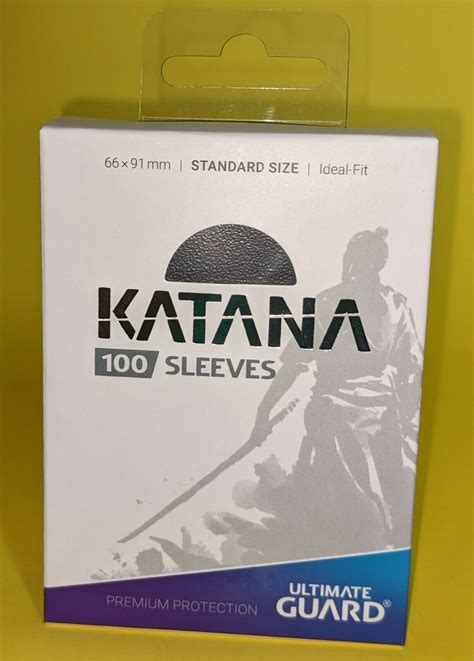 66 × 91 mm | STANDARD SIZE | Ideal-Fit
KATANA
100 SLEEVES
PREMIUM PROTECTION
ULTIMATE
GUARD®